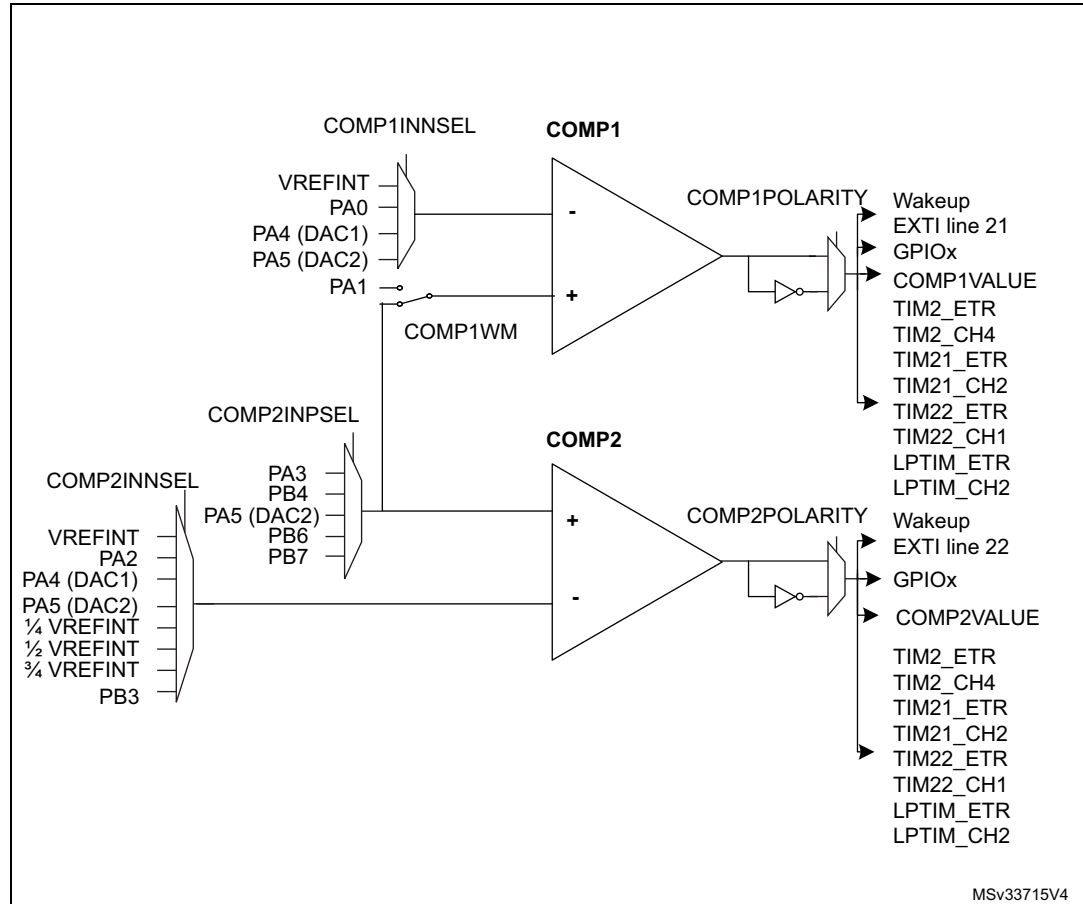 COMP1INNSEL
COMP1
VREFINT
PA0
PA4 (DAC1)
PA5 (DAC2)
PA1
-
+
COMP1WM
COMP1POLARITY
Wakeup
EXTI line 21
GPIOx
COMP1VALUE
TIM2_ETR
TIM2_CH4
TIM21_ETR
TIM21_CH2
TIM22_ETR
TIM22_CH1
LPTIM_ETR
LPTIM_CH2
COMP2INPSEL
COMP2
PA3
PB4
PA5 (DAC2)
PB6
PB7
COMP2INNSEL
VREFINT
PA2
PA4 (DAC1)
PA5 (DAC2)
¼ VREFINT
½ VREFINT
¾ VREFINT
PB3
+
-
COMP2POLARITY
Wakeup
EXTI line 22
GPIOx
COMP2VALUE
TIM2_ETR
TIM2_CH4
TIM21_ETR
TIM21_CH2
TIM22_ETR
TIM22_CH1
LPTIM_ETR
LPTIM_CH2
MSv33715V4